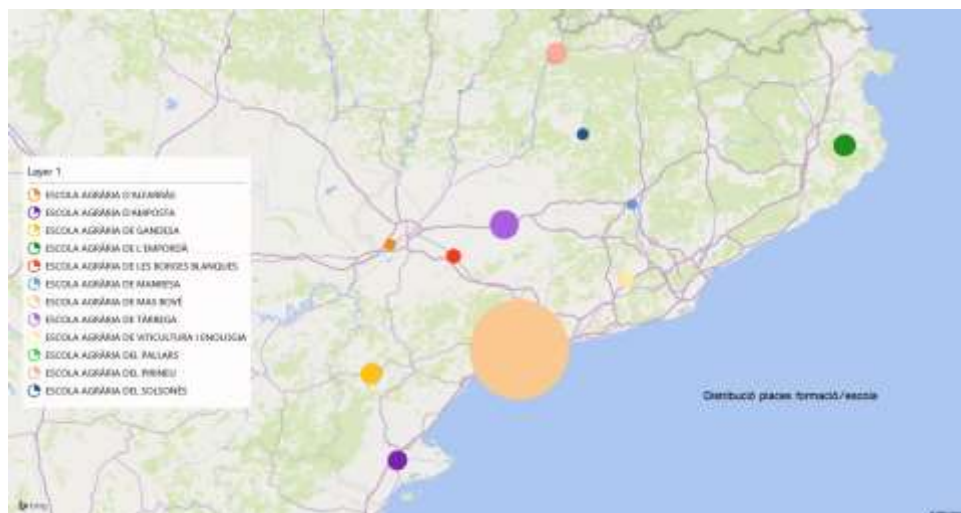 Layer 1
ESCOLA AGRÀRIA D'ALFARRÀS
ESCOLA AGRÀRIA D'AMPOSTA
ESCOLA AGRÀRIA DE GANDESA
ESCOLA AGRÀRIA DE L'EMPORDÀ
ESCOLA AGRÀRIA DE LES BORGES BLANQUES
ESCOLA AGRÀRIA DE MANRESA
ESCOLA AGRÀRIA DE MAS BOVÉ
ESCOLA AGRÀRIA DE TÀRREGA
ESCOLA AGRÀRIA DE VITICULTURA I ENOLOGIA
ESCOLA AGRÀRIA DEL PALLARS
ESCOLA AGRÀRIA DEL PIRINEU
ESCOLA AGRÀRIA DEL SOLSONÈS
Distribució places formació/escola
bing